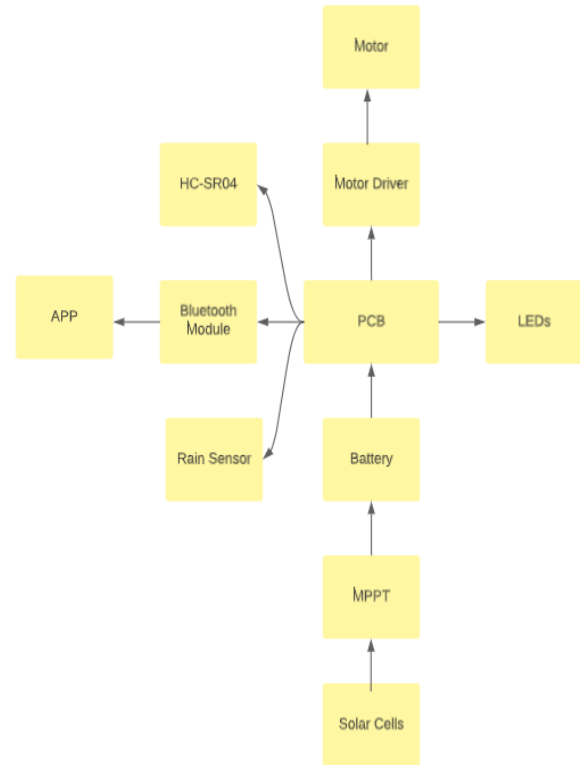 Motor
HC-SR04
Motor Driver
APP
Bluetooth
Module
PCB
LEDs
Rain Sensor
Battery
MPPT
Solar Cells